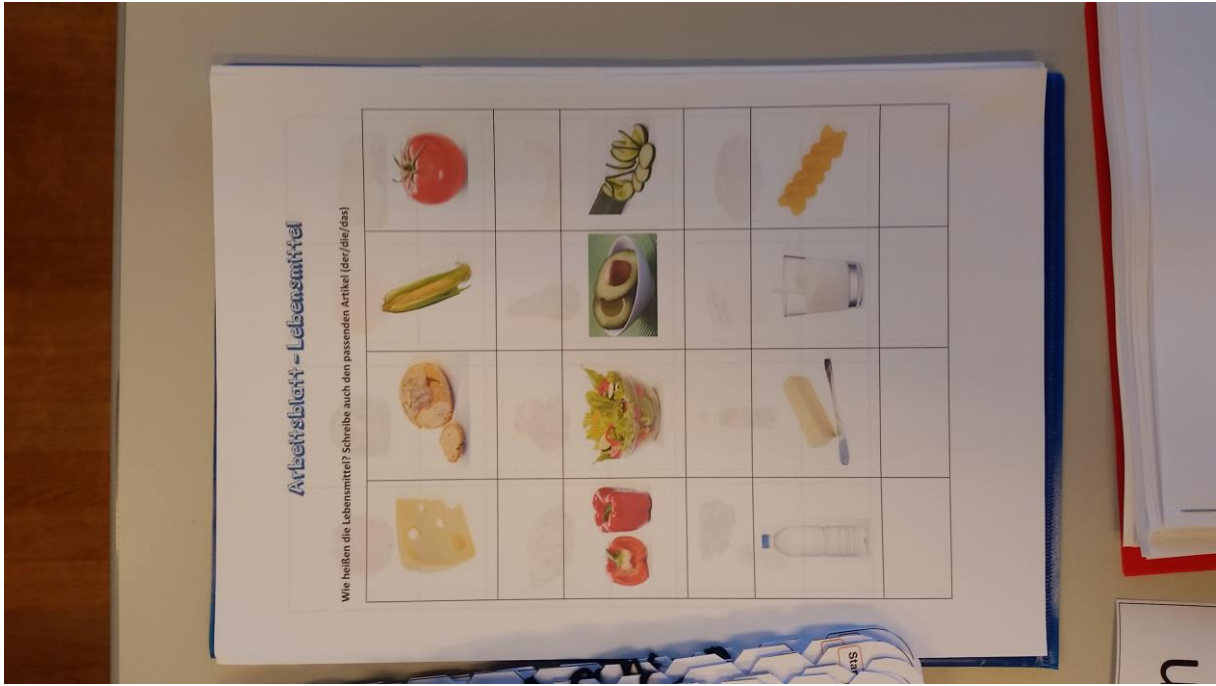 Arbeitsblatt - Lebensmittel
Wie heißen die Lebensmittel? Schreibe auch den passenden Artikel (der/die/das)